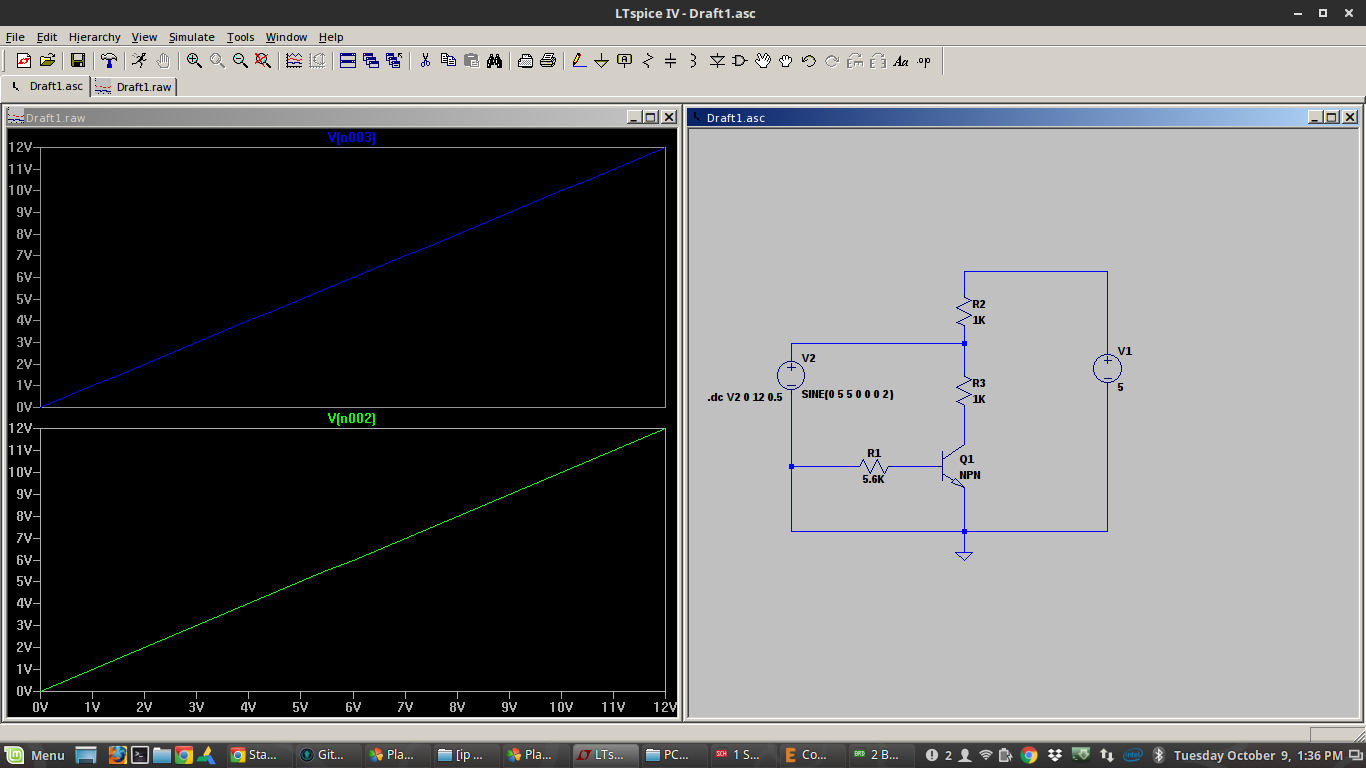 LTspice IV - Draft1.asc
File Edit Hierarchy View Simulate Tools Window Help
Aa .op
Draft1.asc Draft1.raw
Draft1.raw
V(n003)
12V
11V
10V
9V
8V
7V
6V
5V
4V
3V
2V
1V
0V
V(n002)
12V
11V
10V
9V
8V
7V
6V
5V
4V
3V
2V
1V
0V
0V 1V 2V 3V 4V 5V 6V 7V 8V 9V 10V 11V 12V
Draft1.asc
R2
1K
V1
5
V2
SINE(0 5 5 0 0 0 2)
.dc V2 0 12 0.5
R3
1K
R1
5.6K
Q1
NPN
Menu Sta... Git... Pla... [ip ... Pla... LTs... PC... 1 S... Co... 2 B... 2 Tuesday October 9, 1:36 PM